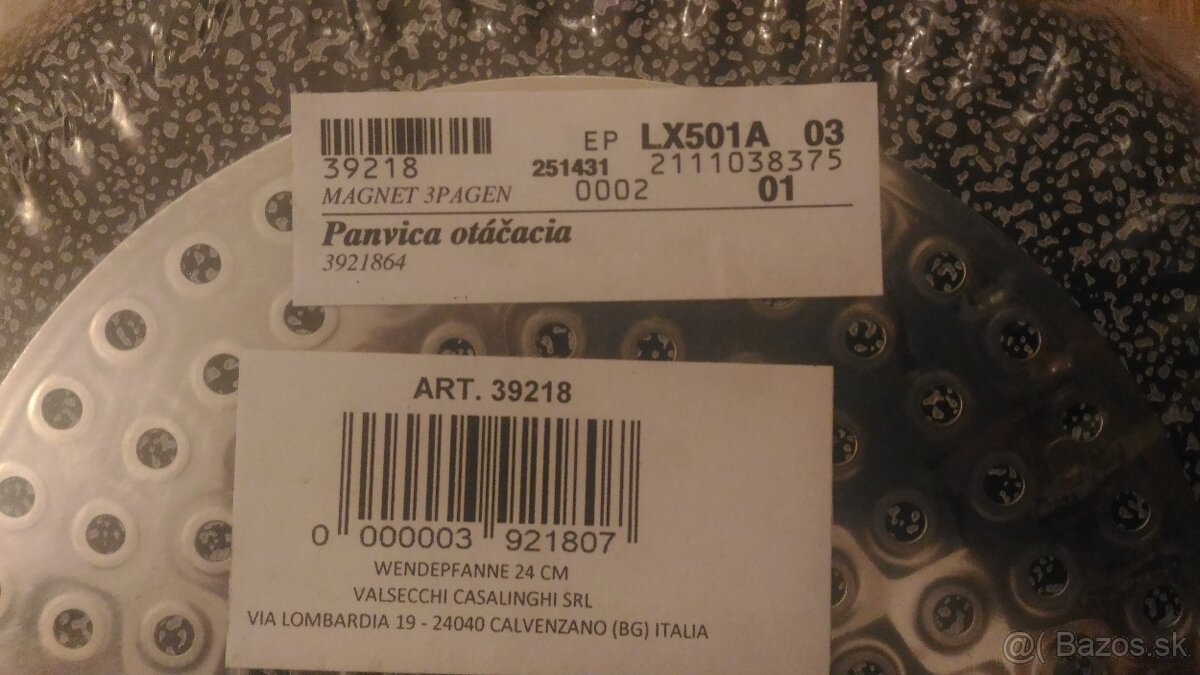 EP LX501A 03
39218 251431 2111038375
MAGNET 3PAGEN 0002 01
Panvica otáčacia
3921864
ART. 39218
0 000003 921807
WENDEPFANNE 24 CM
VALSECCHI CASALINGHI SRL
VIA LOMBARDIA 19 - 24040 CALVENZANO (BG) ITALIA
@( Bazos.sk